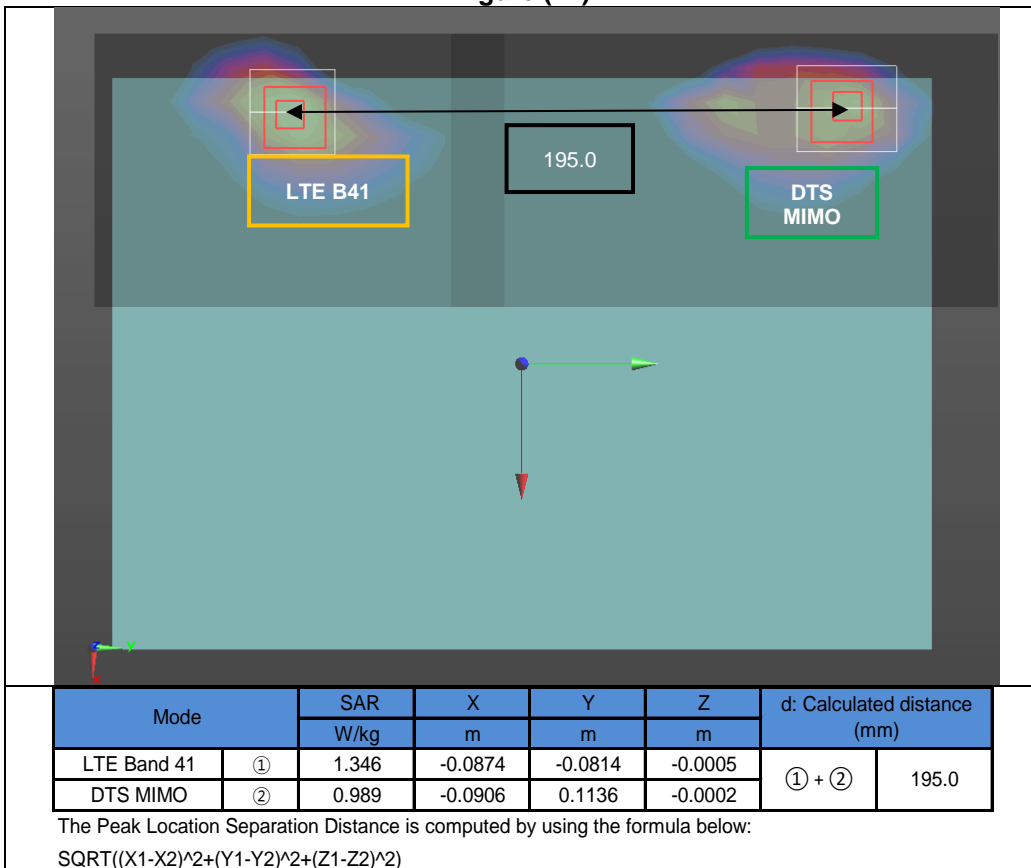 195.0
LTE B41
DTS
MIMO
Y
X
Mode SAR X Y Z d: Calculated distance
(mm)
W/kg m m m
LTE Band 41 ① 1.346 -0.0874 -0.0814 -0.0005 ① + ② 195.0
DTS MIMO ② 0.989 -0.0906 0.1136 -0.0002
The Peak Location Separation Distance is computed by using the formula below:
SQRT((X1-X2)^2+(Y1-Y2)^2+(Z1-Z2)^2)